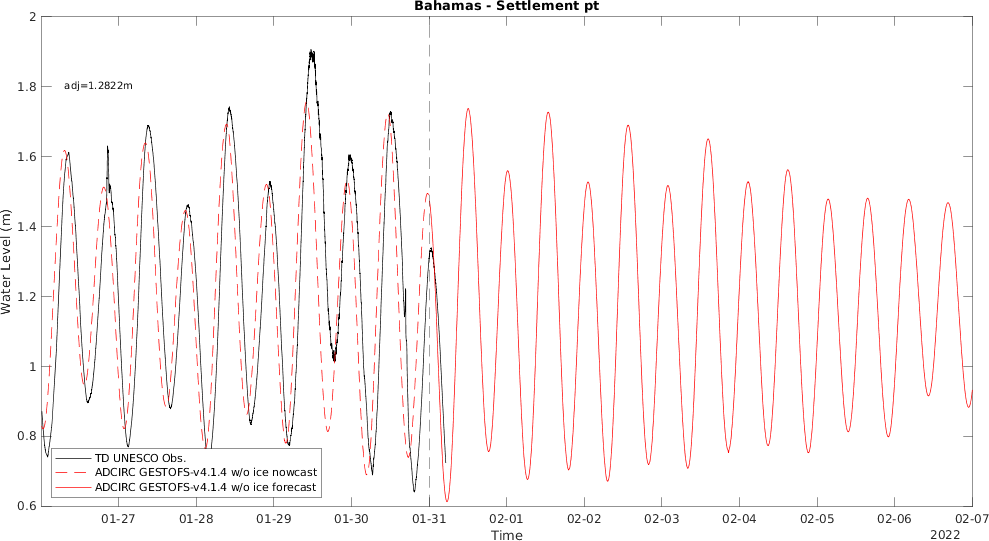 Bahamas - Settlement pt
2
1.8
1.6
1.4
1.2
1
0.8
0.6
Water Level (m)
adj=1.2822m
TD UNESCO Obs.
ADCIRC GESTOFS-v4.1.4 w/o ice nowcast
ADCIRC GESTOFS-v4.1.4 w/o ice forecast
01-27 01-28 01-29 01-30 01-31 02-01 02-02 02-03 02-04 02-05 02-06 02-07
Time
2022